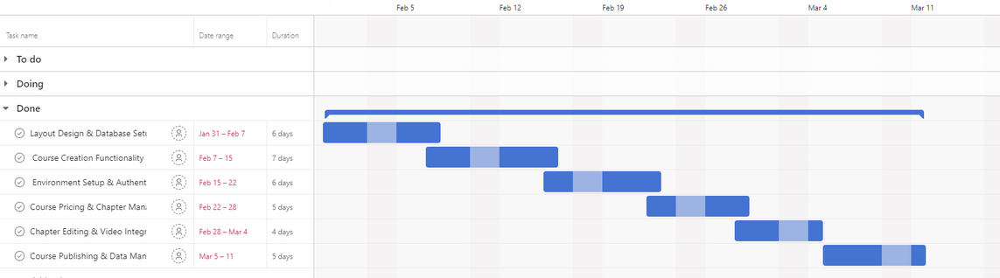 Feb 5 Feb 12 Feb 19 Feb 26 Mar 4 Mar 11
Task name Date range Duration
To do
Doing
Done
Layout Design & Database Setu Jan 31 – Feb 7 6 days
Course Creation Functionality Feb 7 – 15 7 days
Environment Setup & Authent Feb 15 – 22 6 days
Course Pricing & Chapter Man Feb 22 – 28 5 days
Chapter Editing & Video Integr Feb 28 – Mar 4 4 days
Course Publishing & Data Man Mar 5 – 11 5 days